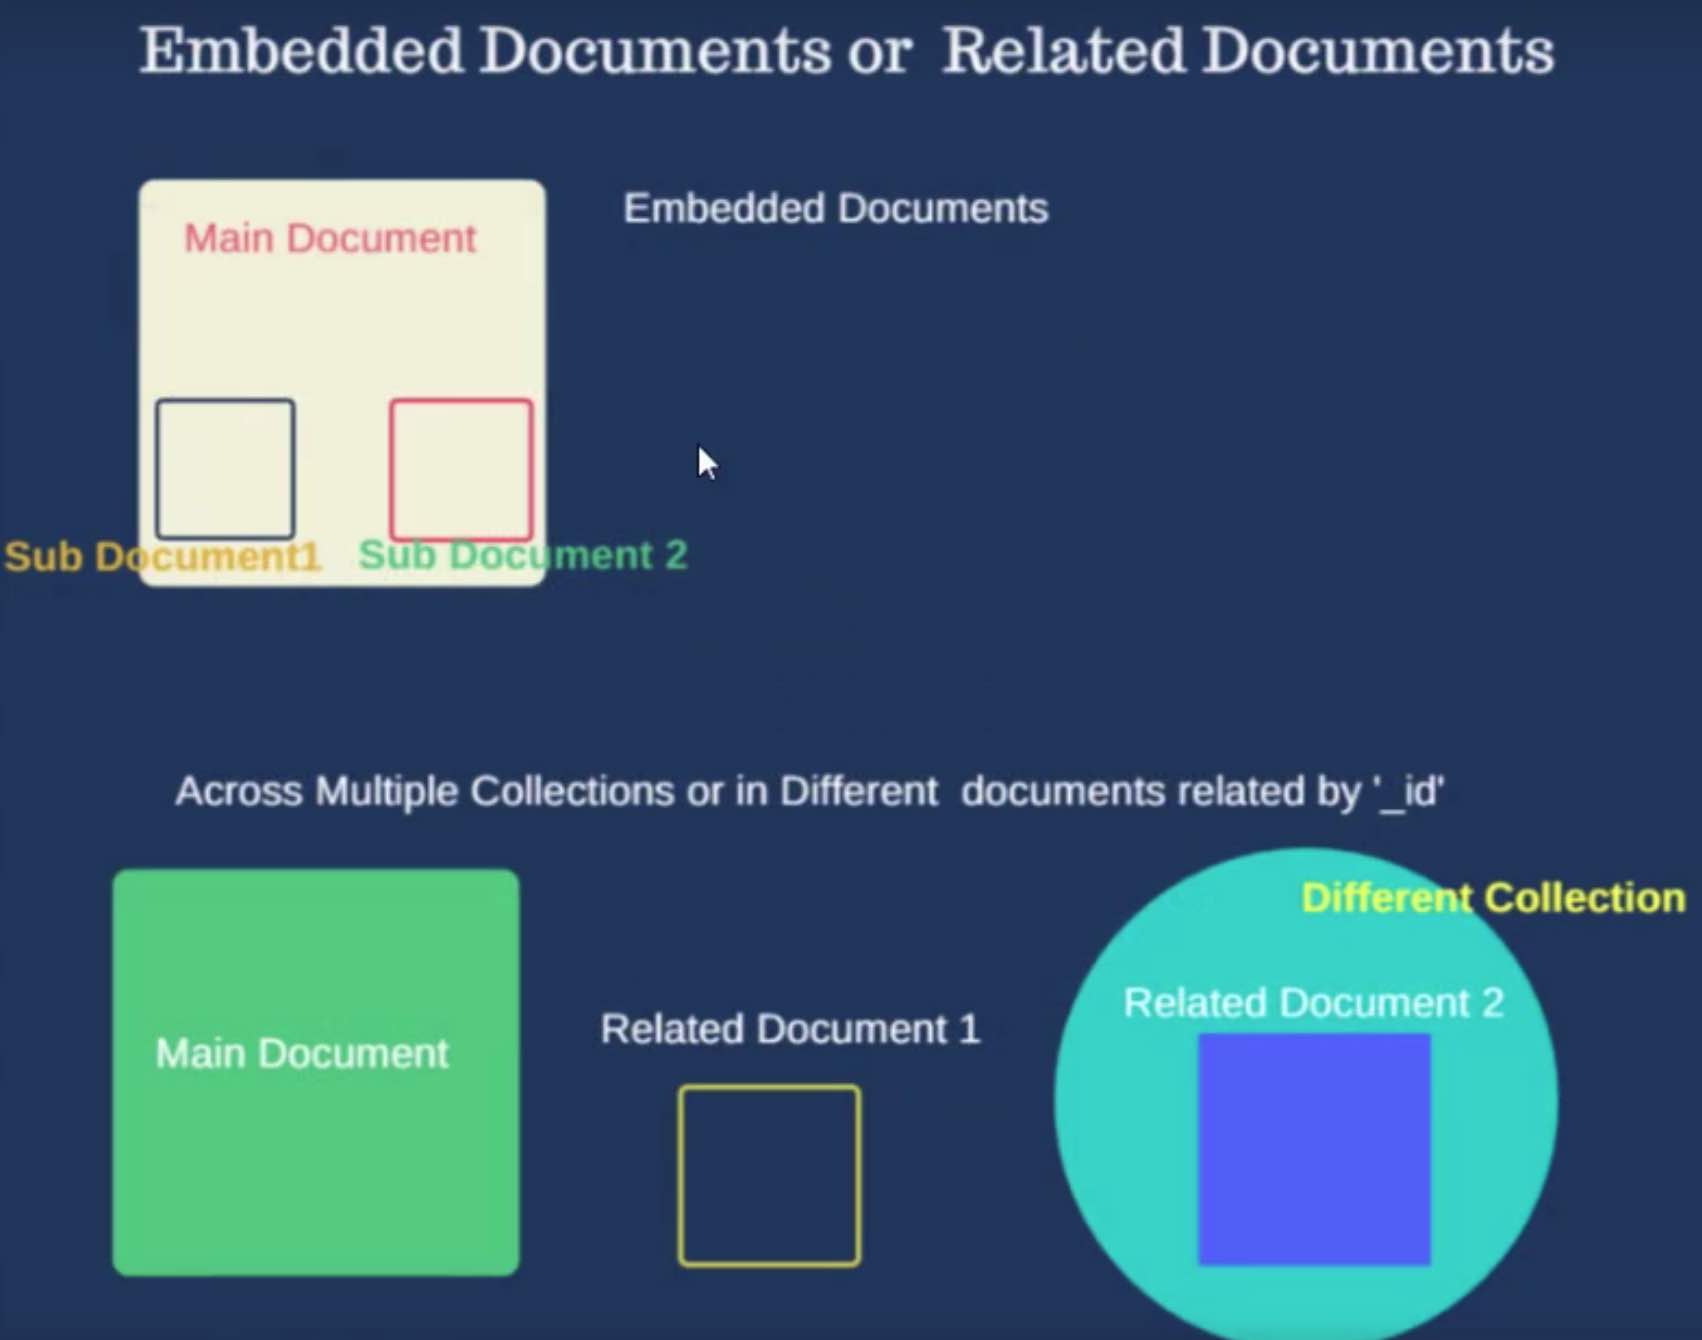 Embedded Documents or Related Documents
Main Document
Embedded Documents
Sub Document1
Sub Document 2
Across Multiple Collections or in Different documents related by '_id'
Different Collection
Related Document 2
Related Document 1
Main Document